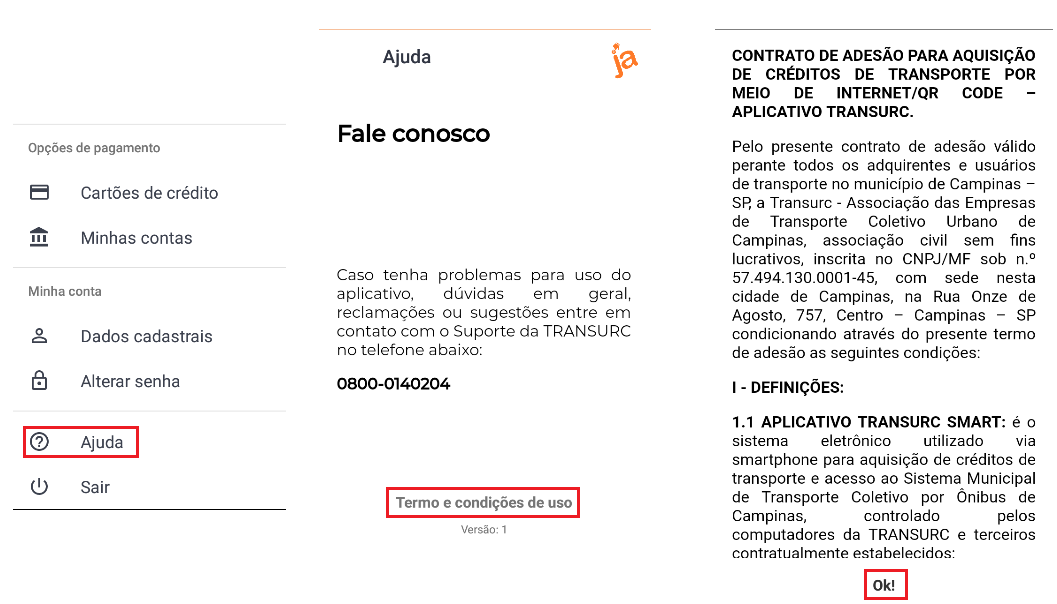 Opções de pagamento
Cartões de crédito
Minhas contas
Minha conta
Dados cadastrais
Alterar senha
Ajuda
Sair
Ajuda
ja
Fale conosco
Caso tenha problemas para uso do
aplicativo, dúvidas em geral,
reclamações ou sugestões entre em
contato com o Suporte da TRANSURC
no telefone abaixo:
0800-0140204
Termo e condições de uso
Versão: 1
CONTRATO DE ADESÃO PARA AQUISIÇÃO
DE CRÉDITOS DE TRANSPORTE POR
MEIO DE INTERNET/QR CODE –
APLICATIVO TRANSURC.
Pelo presente contrato de adesão válido
perante todos os adquirentes e usuários
de transporte no município de Campinas –
SP, a Transurc - Associação das Empresas
de Transporte Coletivo Urbano de
Campinas, associação civil sem fins
lucrativos, inscrita no CNPJ/MF sob n.º
57.494.130.0001-45, com sede nesta
cidade de Campinas, na Rua Onze de
Agosto, 757, Centro – Campinas – SP
condicionando através do presente termo
de adesão as seguintes condições:
I - DEFINIÇÕES:
1.1 APLICATIVO TRANSURC SMART: é o
sistema eletrônico utilizado via
smartphone para aquisição de créditos de
transporte e acesso ao Sistema Municipal
de Transporte Coletivo por Ônibus de
Campinas, controlado pelos
computadores da TRANSURC e terceiros
contratualmente estabelecidos:
Ok!